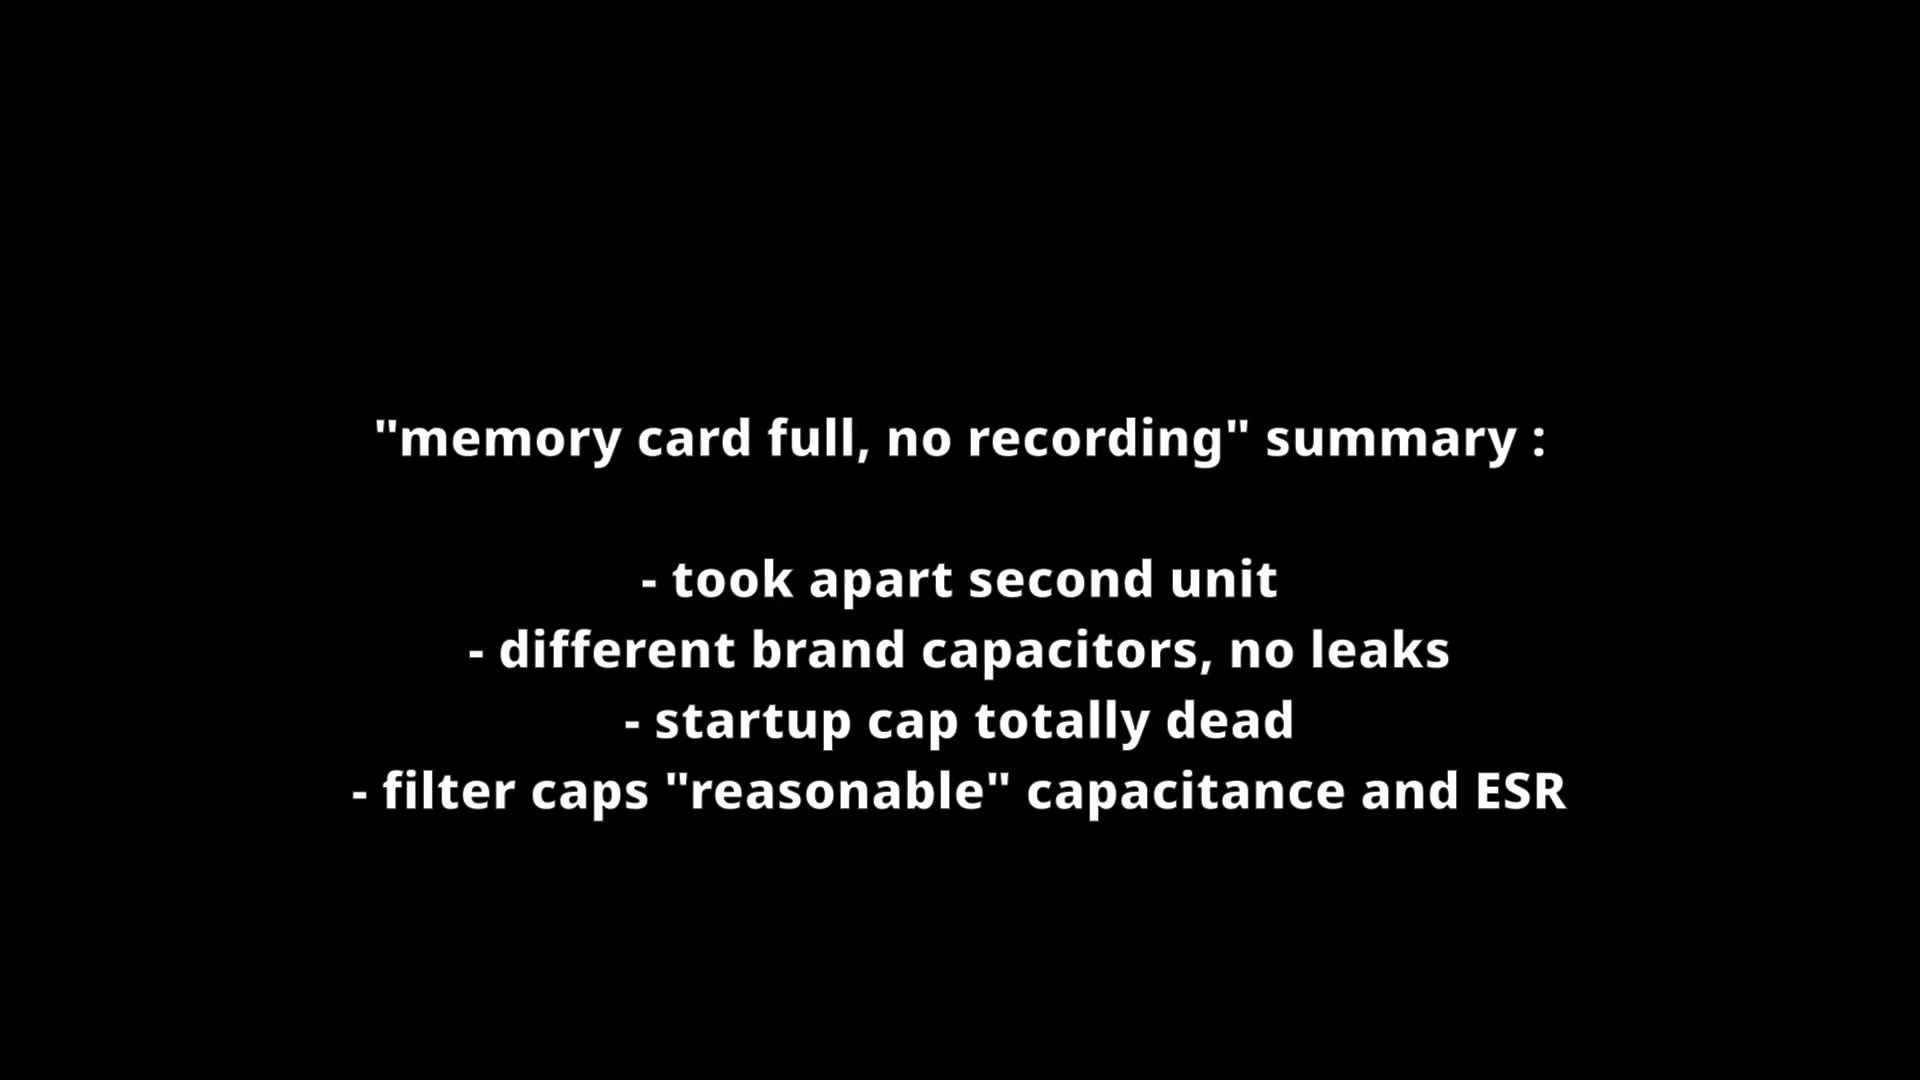 "memory card full, no recording" summary :
- took apart second unit
- different brand capacitors, no leaks
- startup cap totally dead
- filter caps "reasonable" capacitance and ESR